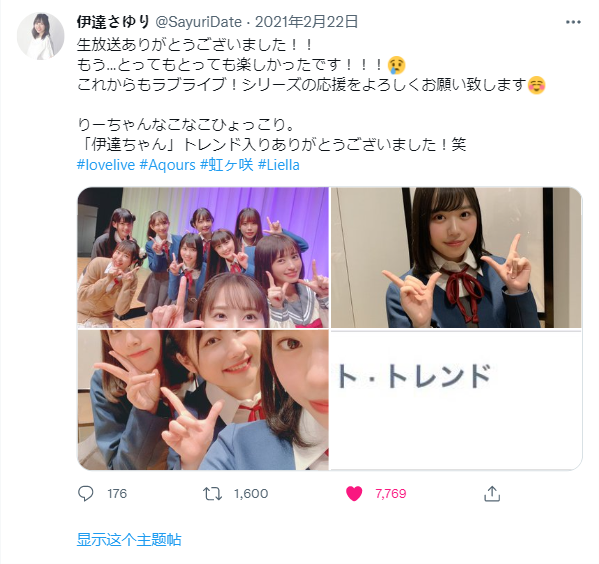 伊達さゆり @SayuriDate · 2021年2月22日
生放送ありがとうございました！！
もう...とってもとっても楽しかったです！！！😢
これからもラブライブ！シリーズの応援をよろしくお願い致します☺️
りーちゃんなこなこひょっこり。
「伊達ちゃん」トレンド入りありがとうございました！笑
#lovelive #Aqours #虹ヶ咲 #Liella
ト・トレンド
176 1,600 7,769
显示这个主题帖